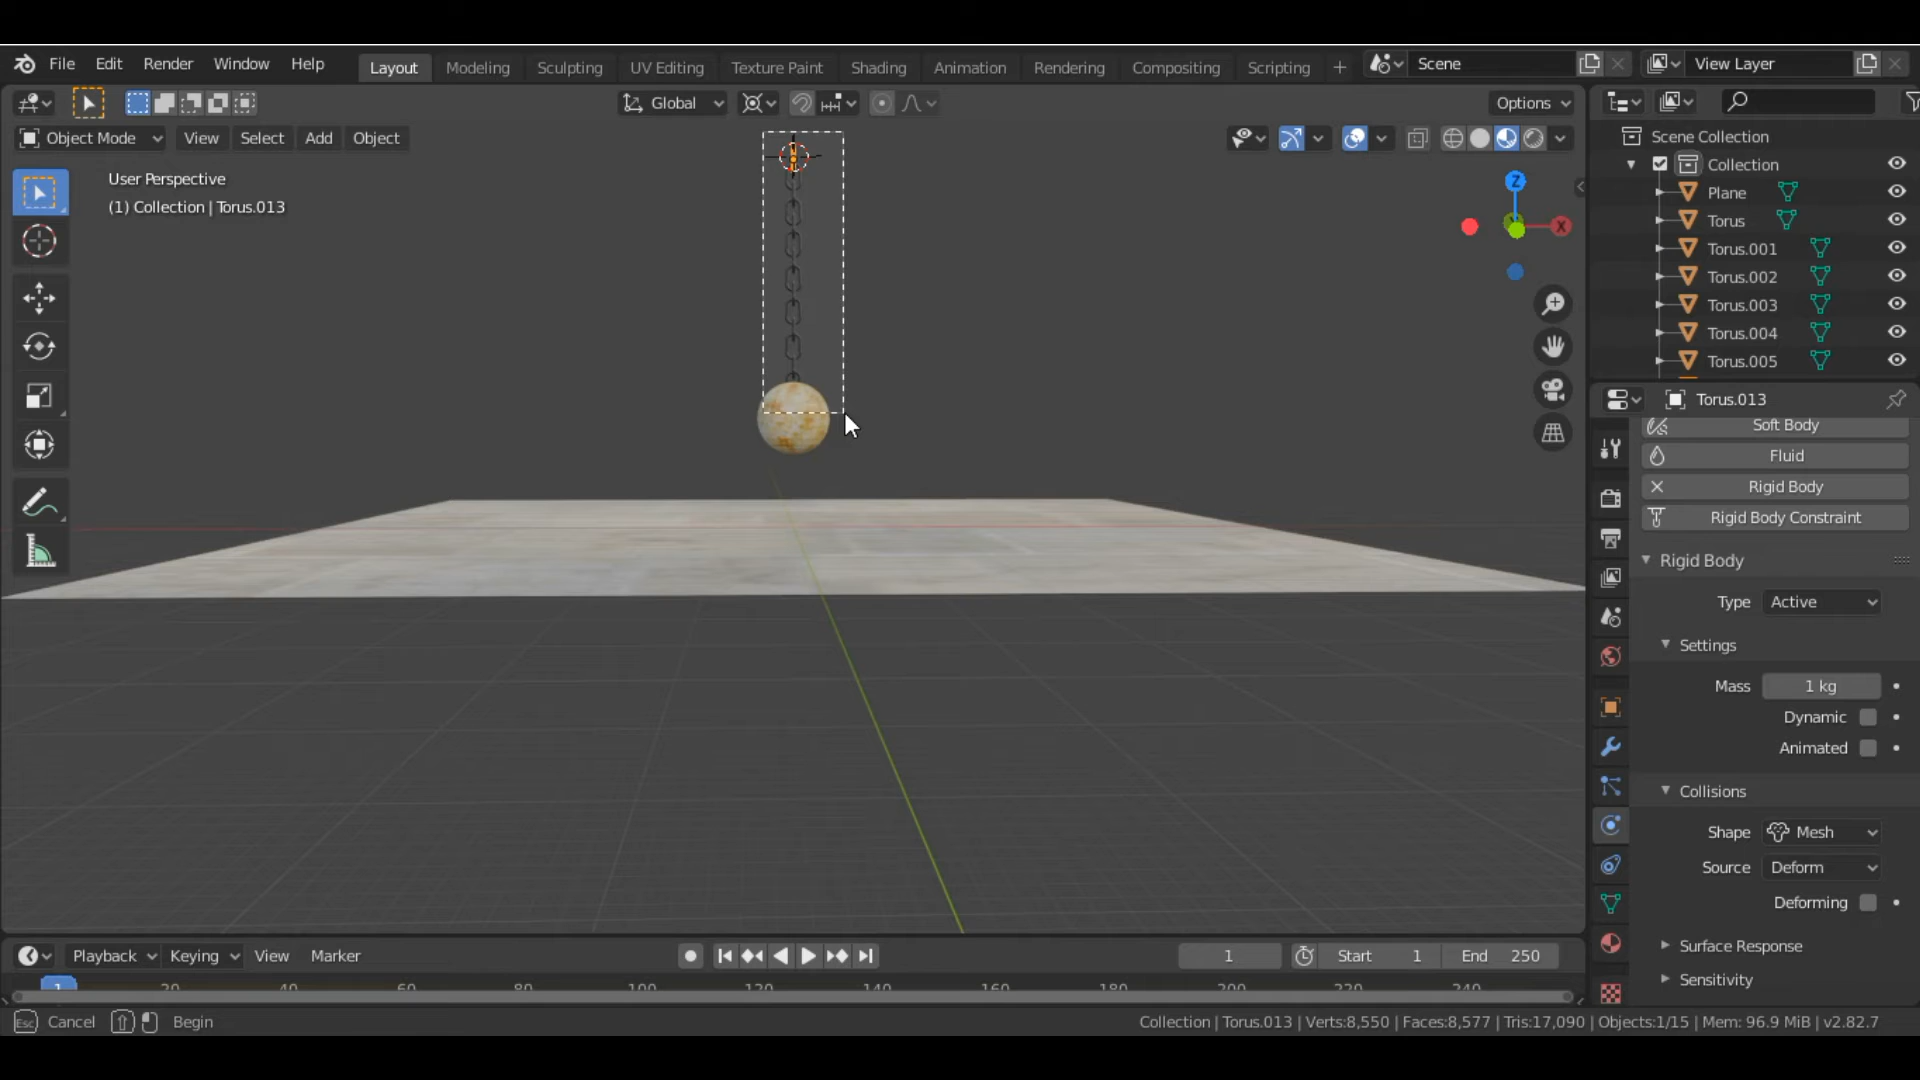 File Edit Render Window Help Layout Modeling Sculpting UV Editing Texture Paint Shading Animation Rendering Compositing Scripting + Scene View Layer
Global Options
Object Mode View Select Add Object
User Perspective
(1) Collection | Torus.013
Z
X
Scene Collection
Collection
Plane
Torus
Torus.001
Torus.002
Torus.003
Torus.004
Torus.005
Torus.013
Soft Body
Fluid
Rigid Body
Rigid Body Constraint
Rigid Body
Type Active
Settings
Mass 1 kg
Dynamic
Animated
Collisions
Shape Mesh
Source Deform
Deforming
Surface Response
Sensitivity
Playback Keying View Marker 1 Start 1 End 250
1 20 40 60 80 100 120 140 160 180 200 220 240
Esc Cancel Begin Collection | Torus.013 | Verts:8,550 | Faces:8,577 | Tris:17,090 | Objects:1/15 | Mem: 96.9 MiB | v2.82.7